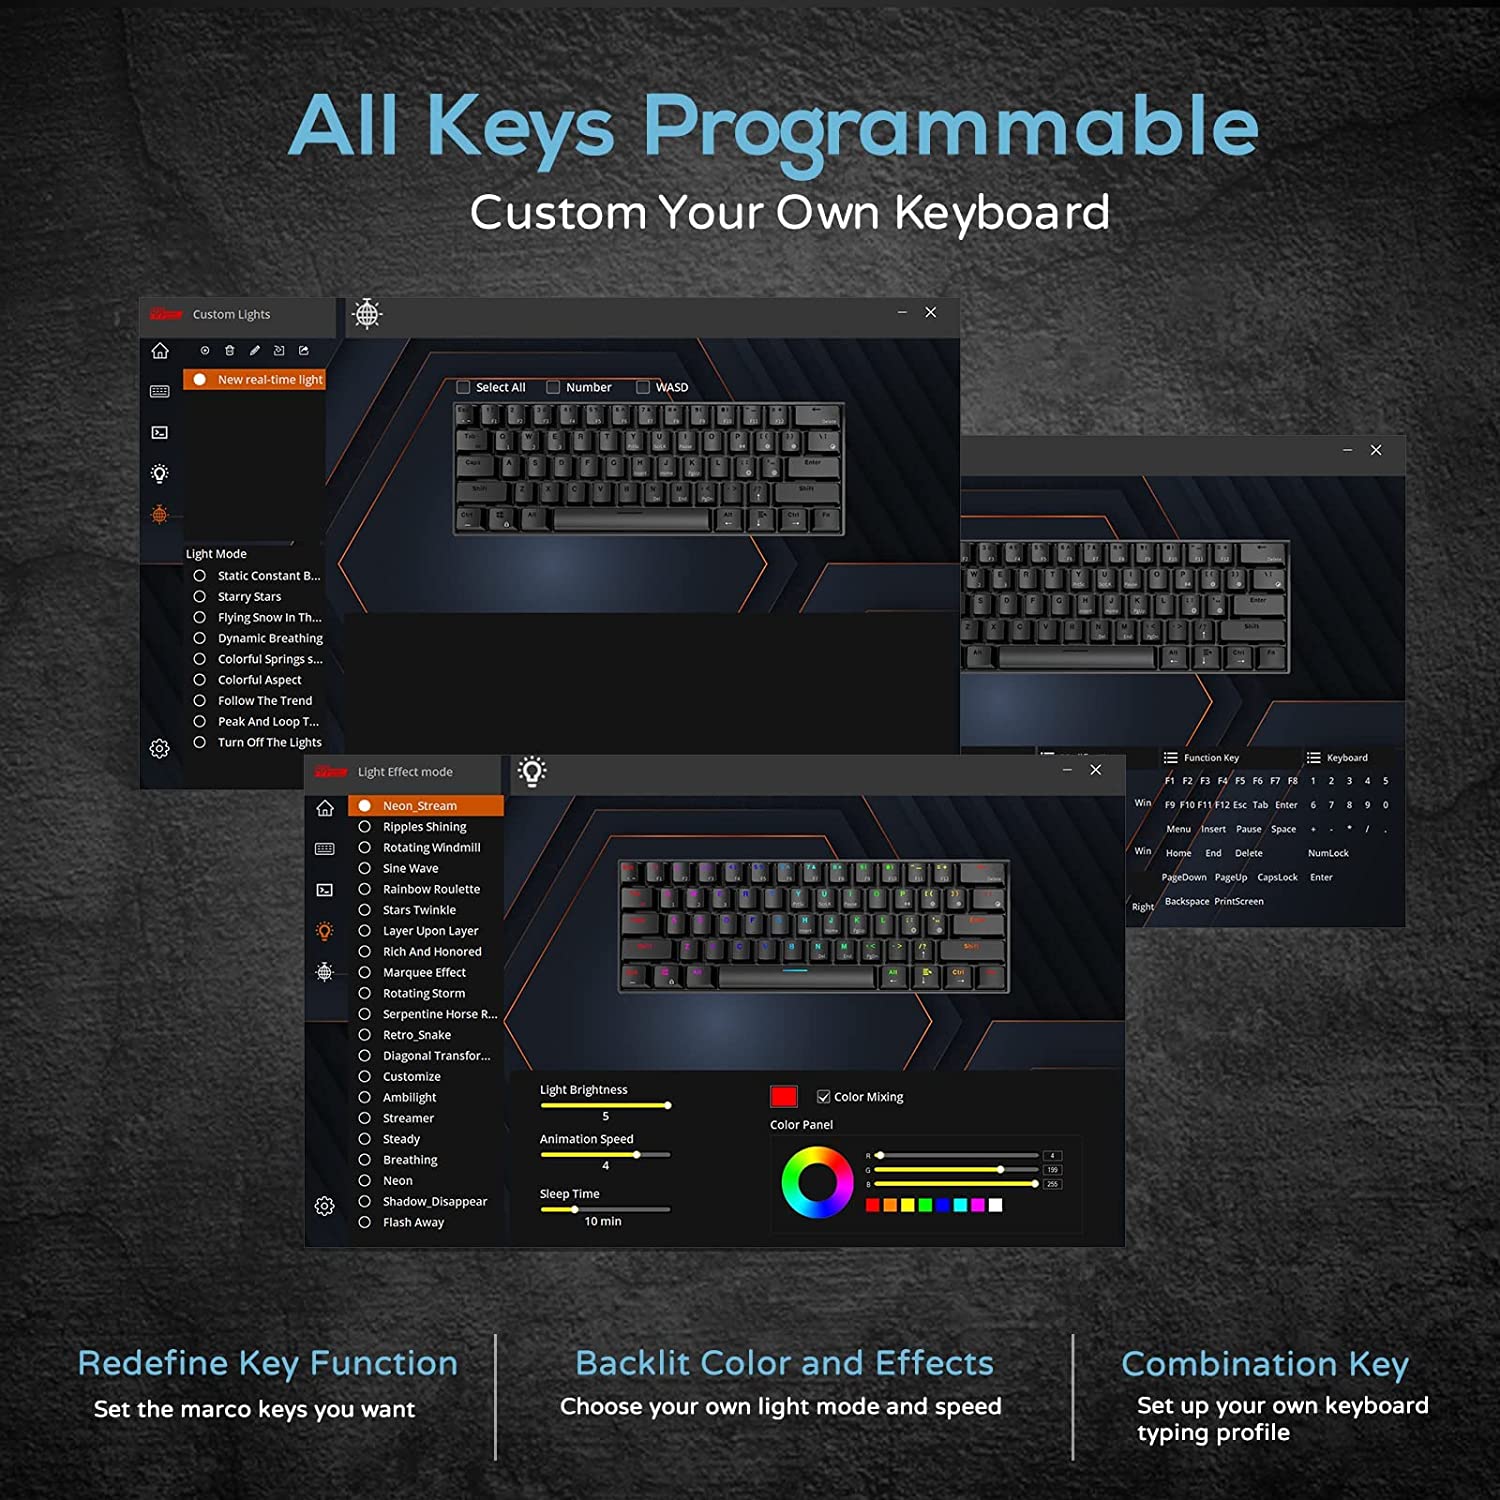 All Keys Programmable
Custom Your Own Keyboard
Custom Lights
New real-time light
Select All
Number
WASD
Light Mode
Static Constant B...
Starry Stars
Flying Snow In Th...
Dynamic Breathing
Colorful Springs s...
Colorful Aspect
Follow The Trend
Peak And Loop T...
Turn Off The Lights
Function Key
Keyboard
F1 F2 F3 F4 F5 F6 F7 F8
1 2 3 4 5
Win
F9 F10 F11 F12 Esc Tab Enter
6 7 8 9 0
Menu Insert Pause Space
+ - * / .
Win
Home End Delete
NumLock
PageDown PageUp CapsLock
Enter
Right
Backspace PrintScreen
Light Effect mode
Neon_Stream
Ripples Shining
Rotating Windmill
Sine Wave
Rainbow Roulette
Stars Twinkle
Layer Upon Layer
Rich And Honored
Marquee Effect
Rotating Storm
Serpentine Horse R...
Retro_Snake
Diagonal Transfor...
Customize
Ambilight
Streamer
Steady
Breathing
Neon
Shadow_Disappear
Flash Away
Light Brightness
5
Animation Speed
4
Sleep Time
10 min
Color Mixing
Color Panel
R 4
G 199
B 255
Redefine Key Function
Set the marco keys you want
Backlit Color and Effects
Choose your own light mode and speed
Combination Key
Set up your own keyboard
typing profile